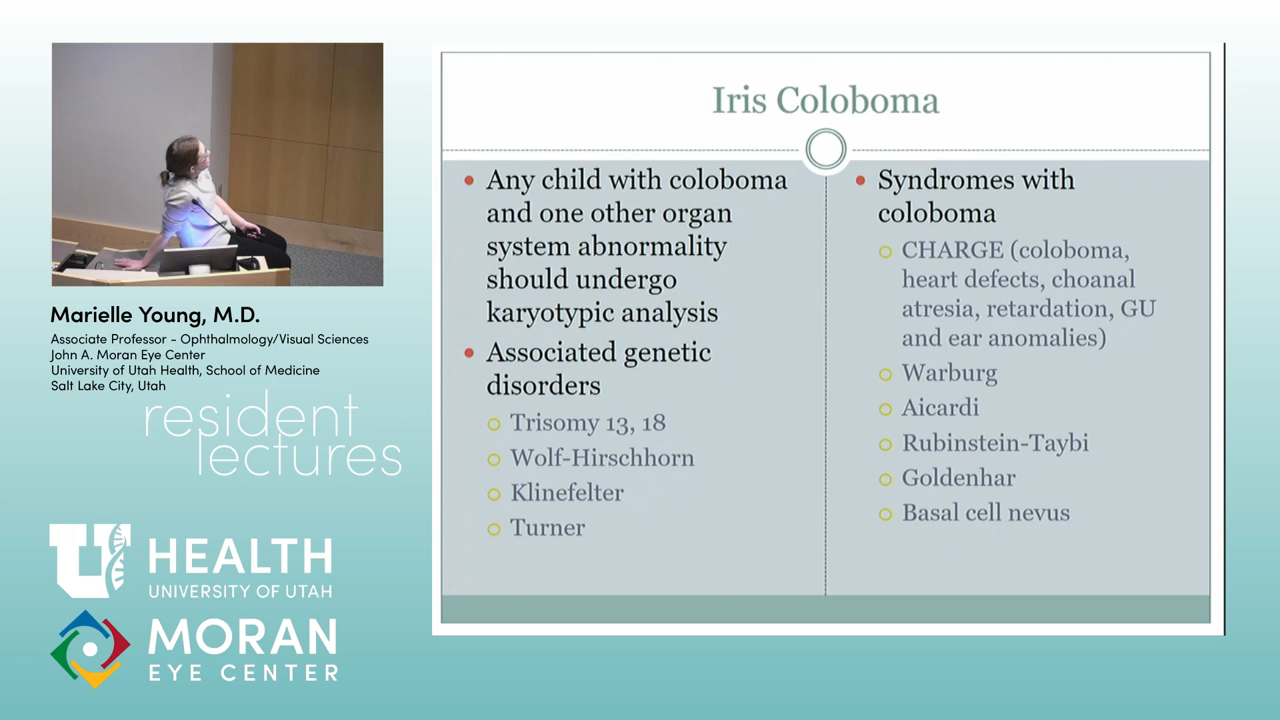 Marielle Young, M.D.
Associate Professor - Ophthalmology/Visual Sciences
John A. Moran Eye Center
University of Utah Health, School of Medicine
Salt Lake City, Utah
resident
lectures
U HEALTH
UNIVERSITY OF UTAH
MORAN
EYE CENTER
Iris Coloboma
Any child with coloboma
and one other organ
system abnormality
should undergo
karyotypic analysis
Associated genetic
disorders
Trisomy 13, 18
Wolf-Hirschhorn
Klinefelter
Turner
Syndromes with
coloboma
CHARGE (coloboma,
heart defects, choanal
atresia, retardation, GU
and ear anomalies)
Warburg
Aicardi
Rubinstein-Taybi
Goldenhar
Basal cell nevus